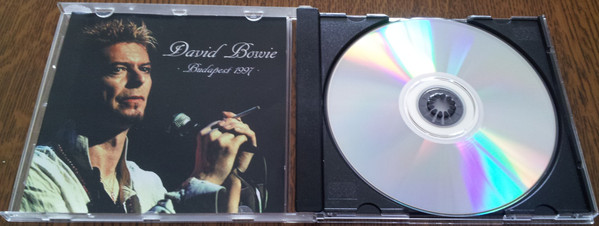 David Bowie
Budapest 1997